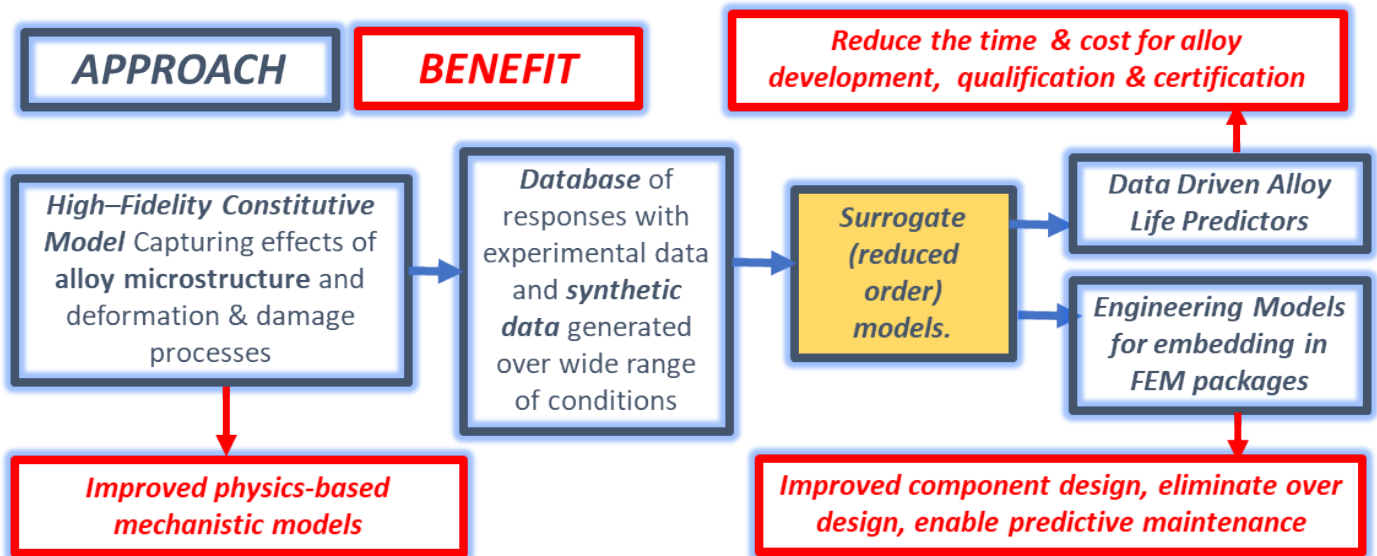 APPROACH
BENEFIT
Reduce the time & cost for alloy
development, qualification & certification
High–Fidelity Constitutive
Model Capturing effects of
alloy microstructure and
deformation & damage
processes
Database of
responses with
experimental data
and synthetic
data generated
over wide range
of conditions
Surrogate
(reduced
order)
models.
Data Driven Alloy
Life Predictors
Engineering Models
for embedding in
FEM packages
Improved physics-based
mechanistic models
Improved component design, eliminate over
design, enable predictive maintenance